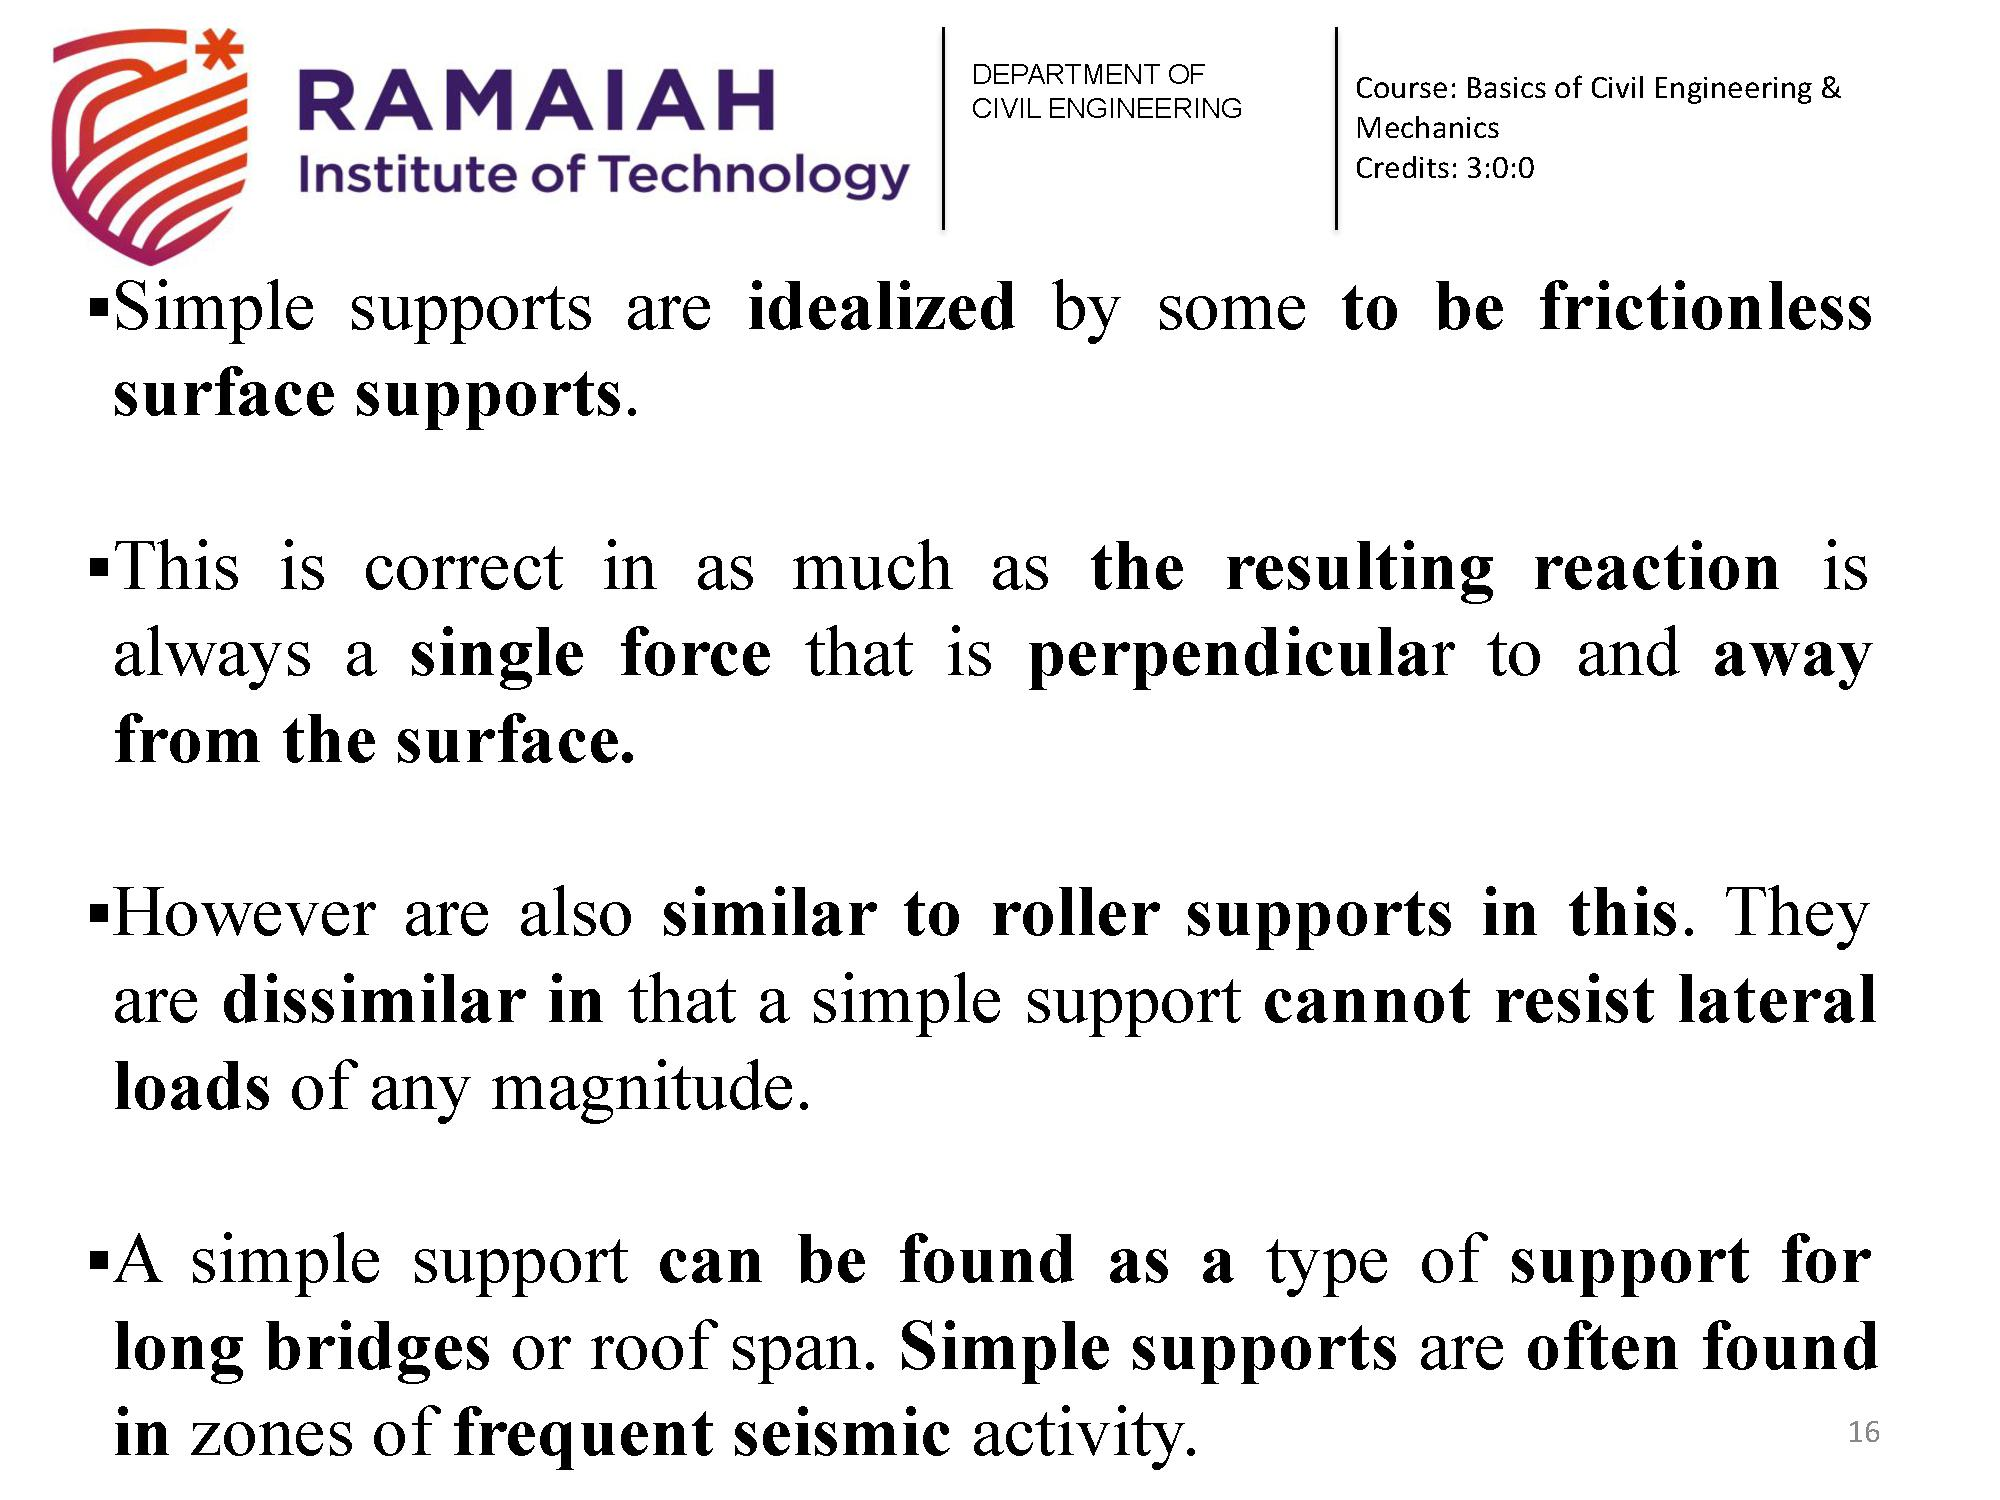 RAMAIAH
Institute of Technology
DEPARTMENT OF
CIVIL ENGINEERING
Course: Basics of Civil Engineering &
Mechanics
Credits: 3:0:0
▪Simple supports are idealized by some to be frictionless
surface supports.
▪This is correct in as much as the resulting reaction is
always a single force that is perpendicular to and away
from the surface.
▪However are also similar to roller supports in this. They
are dissimilar in that a simple support cannot resist lateral
loads of any magnitude.
▪A simple support can be found as a type of support for
long bridges or roof span. Simple supports are often found
in zones of frequent seismic activity.
16